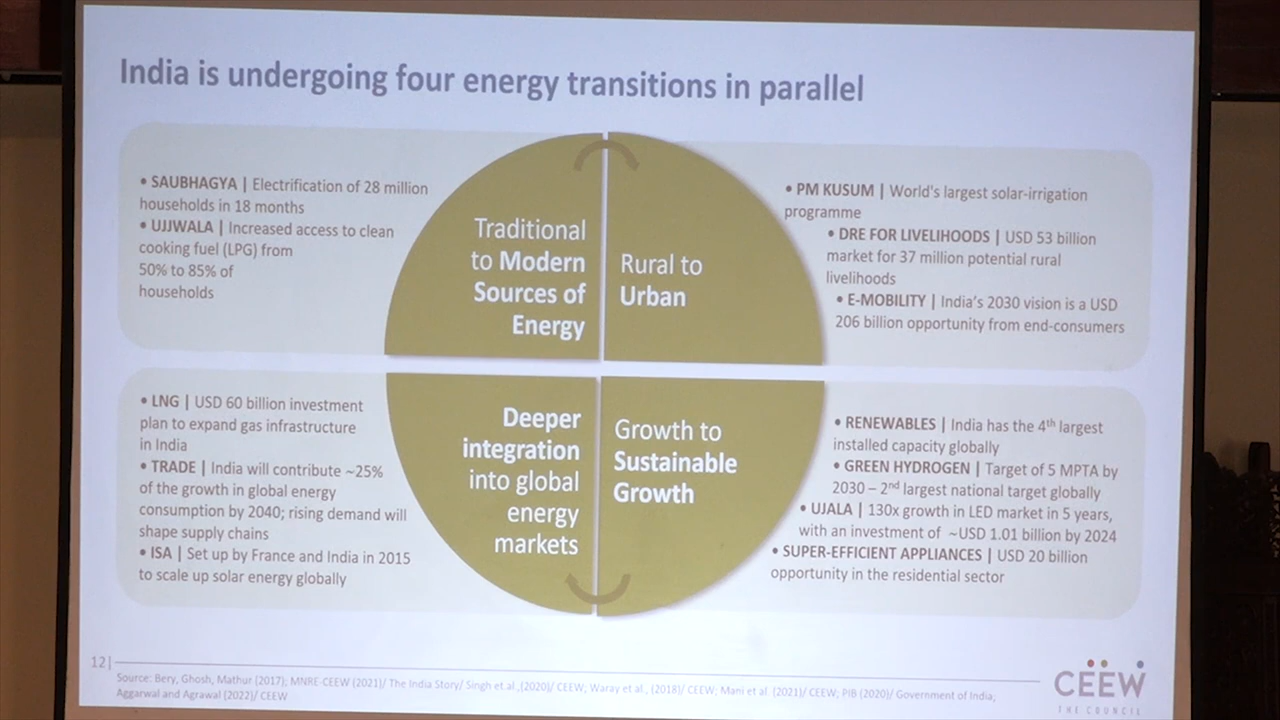 India is undergoing four energy transitions in parallel
• SAUBHAGYA | Electrification of 28 million
households in 18 months
• UJJWALA | Increased access to clean
cooking fuel (LPG) from
50% to 85% of
households
Traditional
to Modern
Sources of
Energy
Rural to
Urban
• PM KUSUM | World's largest solar-irrigation
programme
• DRE FOR LIVELIHOODS | USD 53 billion
market for 37 million potential rural
livelihoods
• E-MOBILITY | India's 2030 vision is a USD
206 billion opportunity from end-consumers
• LNG | USD 60 billion investment
plan to expand gas infrastructure
in India
• TRADE | India will contribute ~25%
of the growth in global energy
consumption by 2040; rising demand will
shape supply chains
• ISA | Set up by France and India in 2015
to scale up solar energy globally
Deeper
integration
into global
energy
markets
Growth to
Sustainable
Growth
• RENEWABLES | India has the 4th largest
installed capacity globally
• GREEN HYDROGEN | Target of 5 MPTA by
2030 – 2nd largest national target globally
• UJALA | 130x growth in LED market in 5 years,
with an investment of ~USD 1.01 billion by 2024
• SUPER-EFFICIENT APPLIANCES | USD 20 billion
opportunity in the residential sector
12|
Source: Bery, Ghosh, Mathur (2017); MNRE-CEEW (2021)/ The India Story/ Singh et al.,(2020)/ CEEW; Waray et al., (2018)/ CEEW; Mani et al. (2021)/ CEEW; PIB (2020)/ Government of India;
Aggarwal and Agrawal (2022)/ CEEW
CEEW
THE COUNCIL